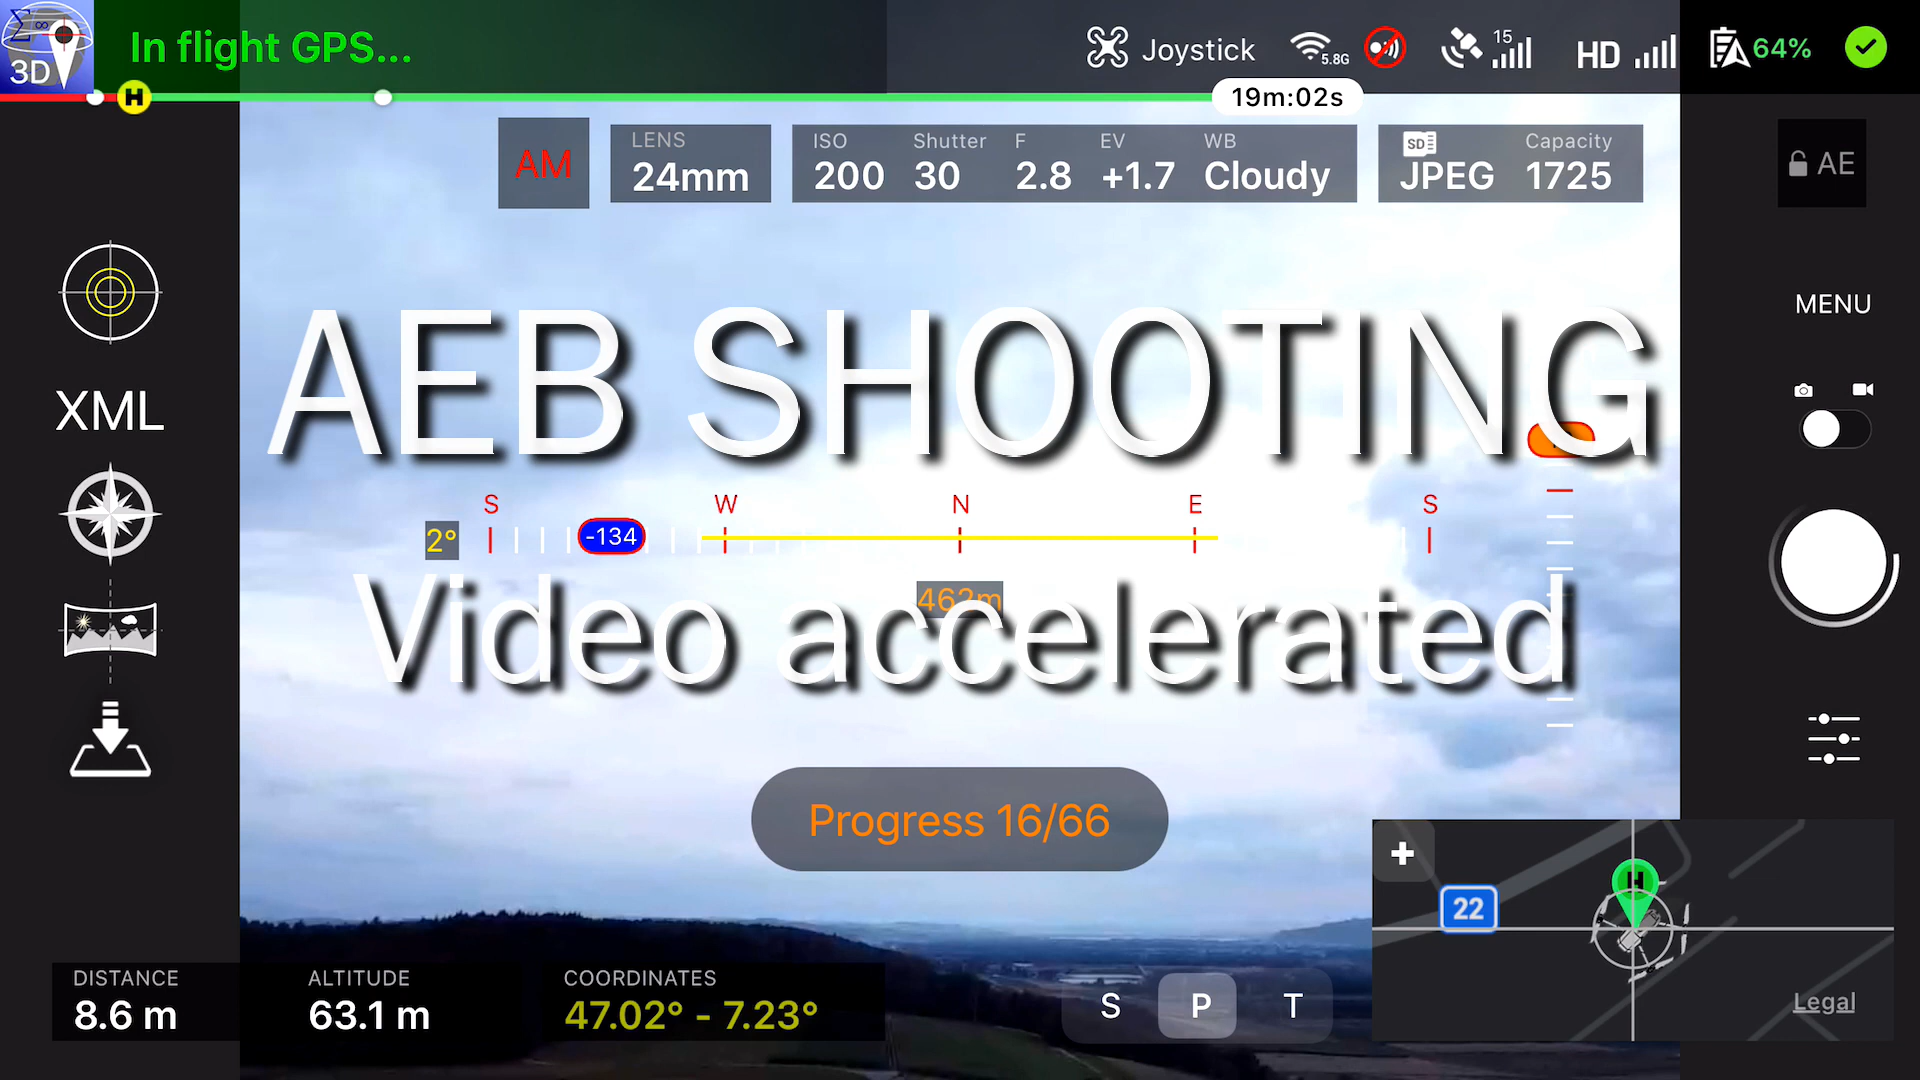 3D
In flight GPS...
H
Joystick
5.8G
15
HD
64%
19m:02s
AM
LENS
24mm
ISO Shutter F EV WB
200 30 2.8 +1.7 Cloudy
SD
JPEG
Capacity
1725
AE
MENU
XML
AEB SHOOTING
S W N E S
2°
-134
462m
Video accelerated
Progress 16/66
22
H
Legal
DISTANCE
8.6 m
ALTITUDE
63.1 m
COORDINATES
47.02° - 7.23°
S P T